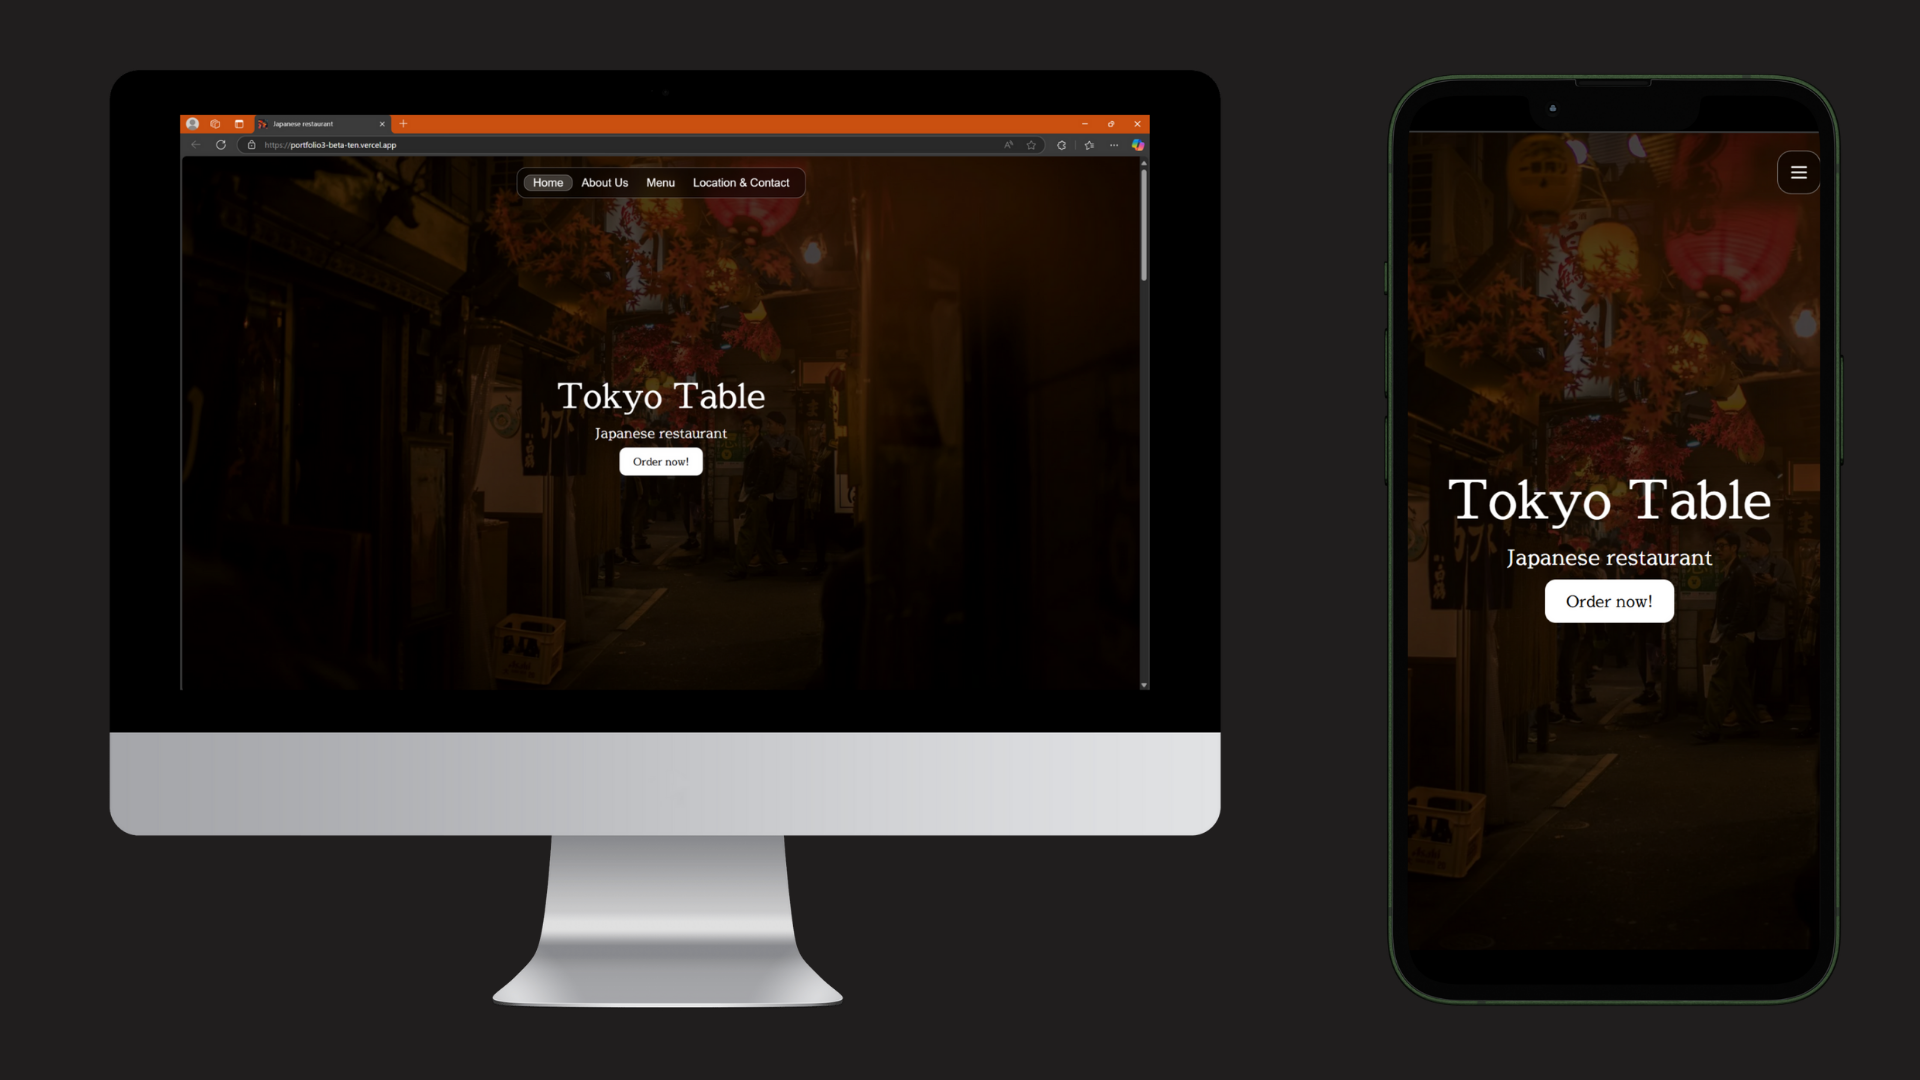 Japanese restaurant
https://portfolio3-beta-ten.vercel.app
Home About Us Menu Location & Contact
Tokyo Table
Japanese restaurant
Order now!
Tokyo Table
Japanese restaurant
Order now!